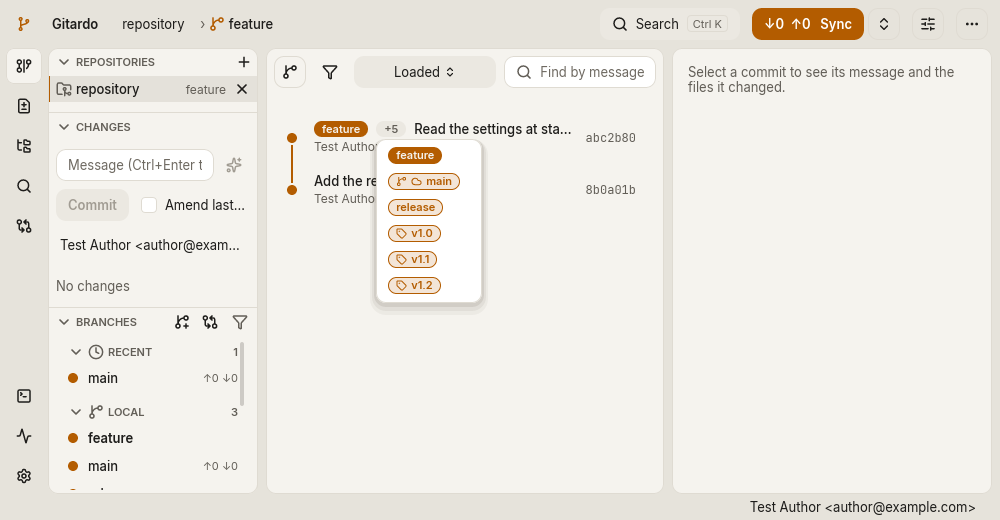 Gitardo
repository
feature
Search
Ctrl K
↓0 ↑0 Sync
REPOSITORIES
repository
feature
CHANGES
Message (Ctrl+Enter t
Commit
Amend last...
Test Author <author@exam...
No changes
BRANCHES
RECENT
1
main
↑0 ↓0
LOCAL
3
feature
main
↑0 ↓0
Loaded
Find by message
feature
+5
Read the settings at sta...
abc2b80
Test Autho
Add the re
8b0a01b
Test Autho
feature
main
release
v1.0
v1.1
v1.2
Select a commit to see its message and the
files it changed.
Test Author <author@example.com>